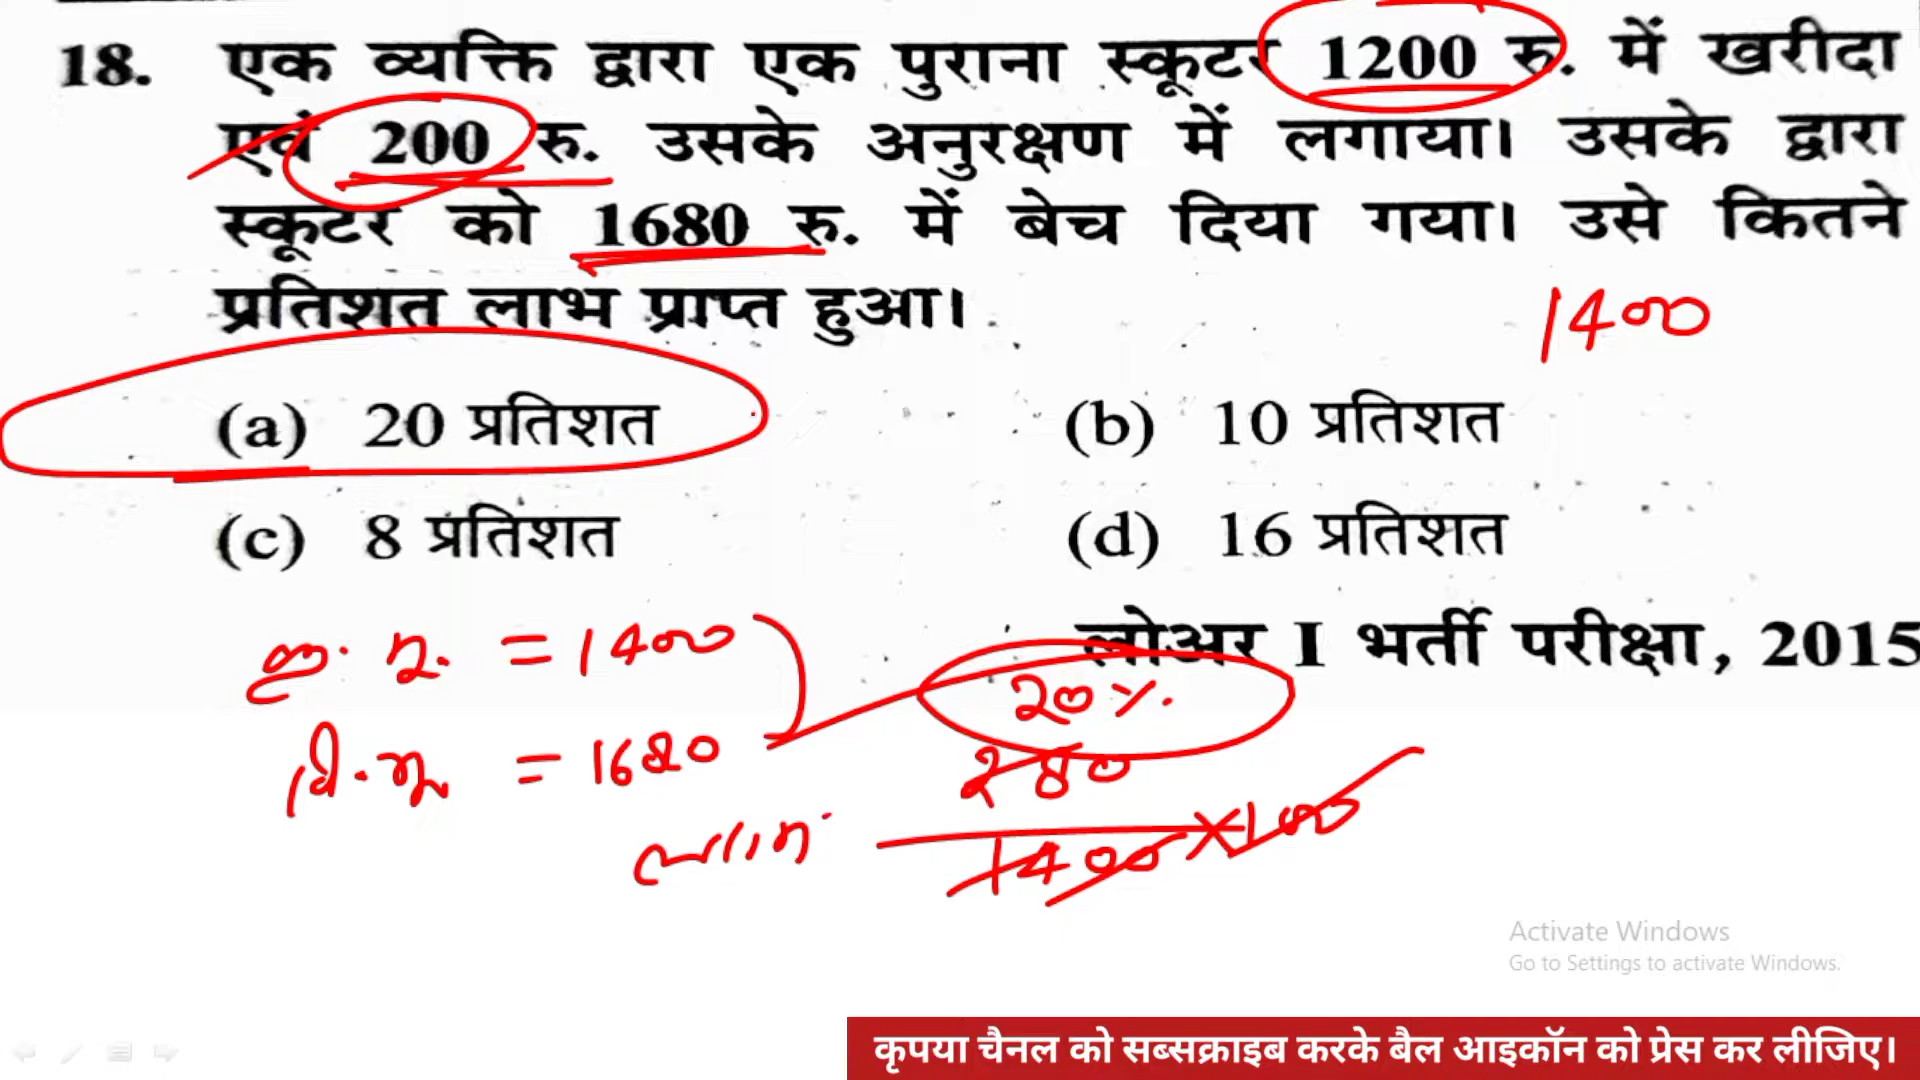 18. एक व्यक्ति द्वारा एक पुराना स्कूटर 1200 रु. में खरीदा
एवं 200 रु. उसके अनुरक्षण में लगाया। उसके द्वारा
स्कूटर को 1680 रु. में बेच दिया गया। उसे कितने
प्रतिशत लाभ प्राप्त हुआ।
1400
(a) 20 प्रतिशत (b) 10 प्रतिशत
(c) 8 प्रतिशत (d) 16 प्रतिशत
लोअर I भर्ती परीक्षा, 2015
क्र. मू. = 1400
20%
वि. मू. = 1680
280
लाभ
1400 × 100
Activate Windows
Go to Settings to activate Windows.
कृपया चैनल को सब्सक्राइब करके बैल आइकॉन को प्रेस कर लीजिए।